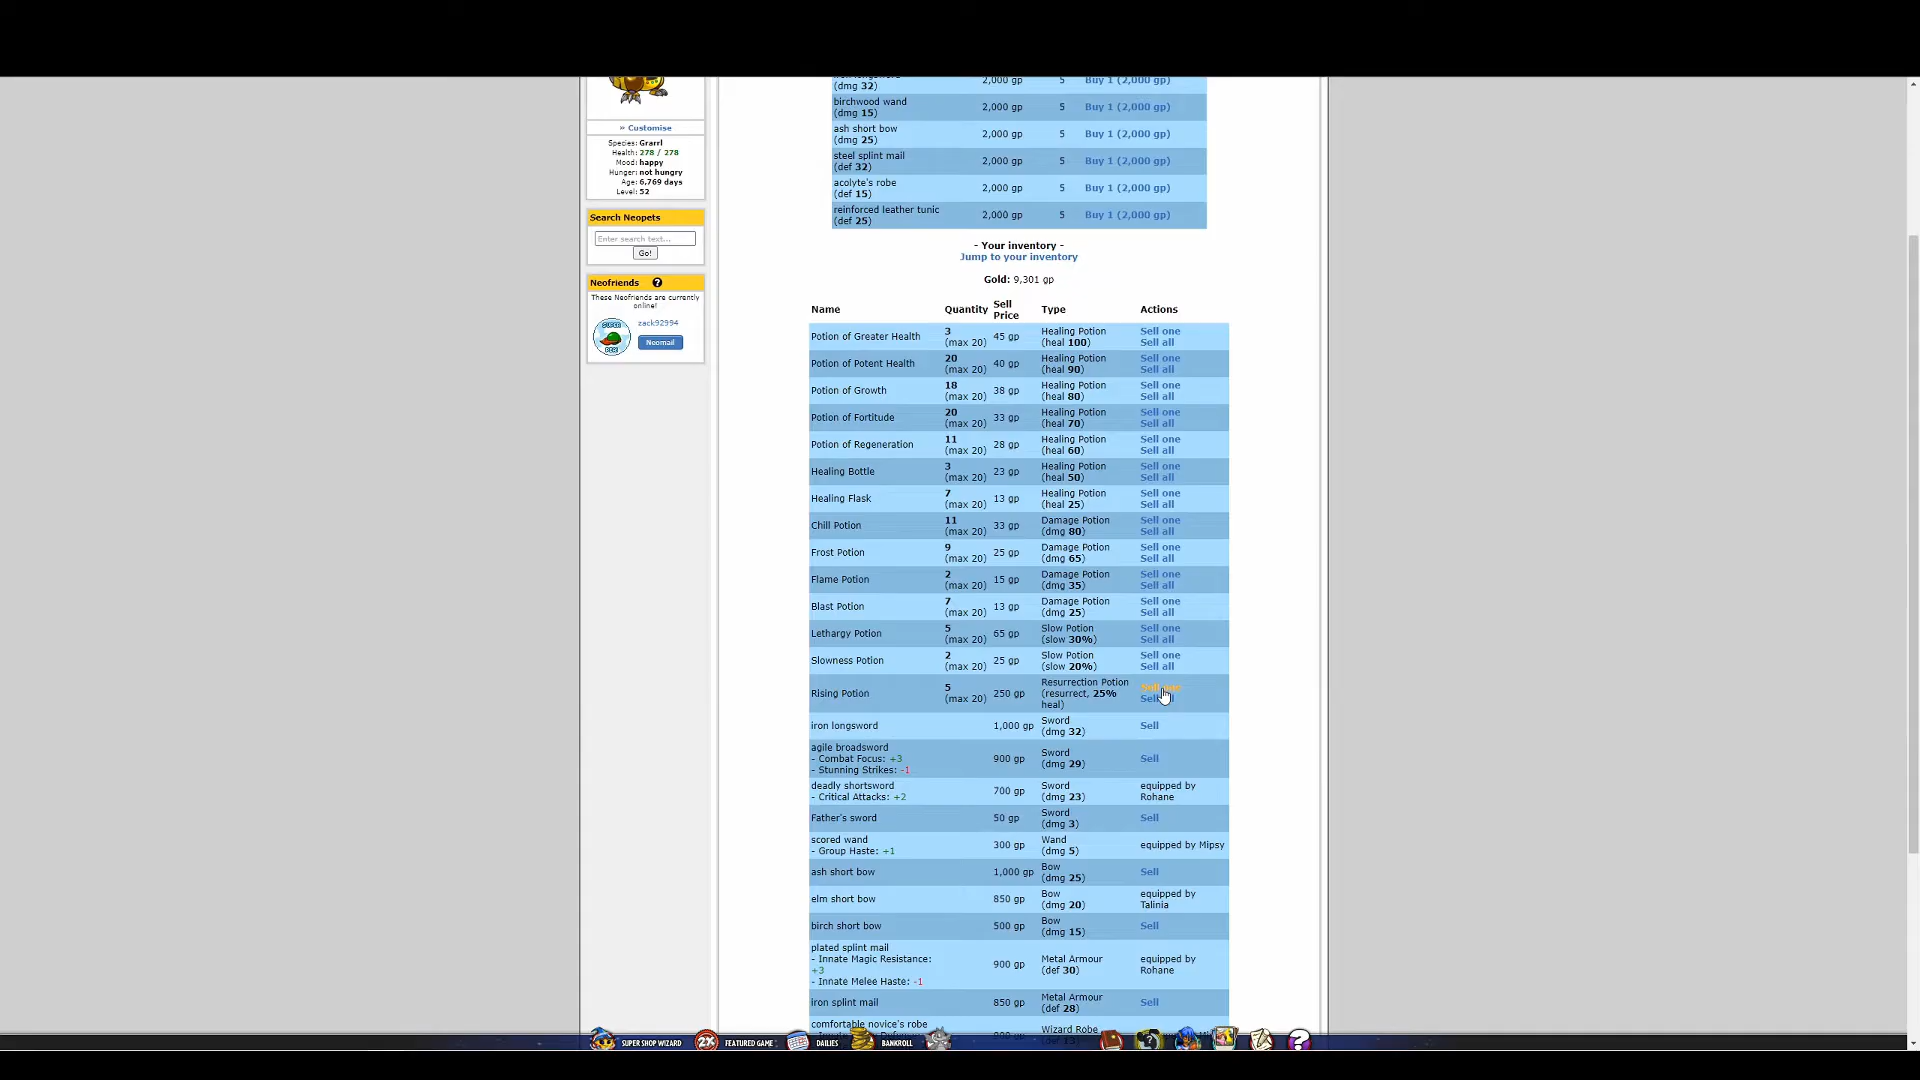 (dmg 32) 2,000 gp 5 Buy 1 (2,000 gp)
birchwood wand
(dmg 15) 2,000 gp 5 Buy 1 (2,000 gp)
ash short bow
(dmg 25) 2,000 gp 5 Buy 1 (2,000 gp)
steel splint mail
(def 32) 2,000 gp 5 Buy 1 (2,000 gp)
acolyte's robe
(def 15) 2,000 gp 5 Buy 1 (2,000 gp)
reinforced leather tunic
(def 25) 2,000 gp 5 Buy 1 (2,000 gp)
» Customise
Species: Grarrl
Health: 278 / 278
Mood: happy
Hunger: not hungry
Age: 6,769 days
Level: 52
Search Neopets
Enter search text...
Go!
Neofriends ?
These Neofriends are currently
online!
zack92994
Neomail
- Your inventory -
Jump to your inventory
Gold: 9,301 gp
Name Quantity Sell Price Type Actions
Potion of Greater Health 3 (max 20) 45 gp Healing Potion (heal 100) Sell one Sell all
Potion of Potent Health 20 (max 20) 40 gp Healing Potion (heal 90) Sell one Sell all
Potion of Growth 18 (max 20) 38 gp Healing Potion (heal 80) Sell one Sell all
Potion of Fortitude 20 (max 20) 33 gp Healing Potion (heal 70) Sell one Sell all
Potion of Regeneration 11 (max 20) 28 gp Healing Potion (heal 60) Sell one Sell all
Healing Bottle 3 (max 20) 23 gp Healing Potion (heal 50) Sell one Sell all
Healing Flask 7 (max 20) 13 gp Healing Potion (heal 25) Sell one Sell all
Chill Potion 11 (max 20) 33 gp Damage Potion (dmg 80) Sell one Sell all
Frost Potion 9 (max 20) 25 gp Damage Potion (dmg 65) Sell one Sell all
Flame Potion 2 (max 20) 15 gp Damage Potion (dmg 35) Sell one Sell all
Blast Potion 7 (max 20) 13 gp Damage Potion (dmg 25) Sell one Sell all
Lethargy Potion 5 (max 20) 65 gp Slow Potion (slow 30%) Sell one Sell all
Slowness Potion 2 (max 20) 25 gp Slow Potion (slow 20%) Sell one Sell all
Rising Potion 5 (max 20) 250 gp Resurrection Potion (resurrect, 25% heal) Sell
iron longsword 1,000 gp Sword (dmg 32) Sell
agile broadsword
- Combat Focus: +3
- Stunning Strikes: -1 900 gp Sword (dmg 29) Sell
deadly shortsword
- Critical Attacks: +2 700 gp Sword (dmg 23) equipped by Rohane
Father's sword 50 gp Sword (dmg 3) Sell
scored wand
- Group Haste: +1 300 gp Wand (dmg 5) equipped by Mipsy
ash short bow 1,000 gp Bow (dmg 25) Sell
elm short bow 850 gp Bow (dmg 20) equipped by Talinia
birch short bow 500 gp Bow (dmg 15) Sell
plated splint mail
- Innate Magic Resistance: +3
- Innate Melee Haste: -1 900 gp Metal Armour (def 30) equipped by Rohane
iron splint mail 850 gp Metal Armour (def 28) Sell
comfortable novice's robe Wizard Robe
SUPER SHOP WIZARD 2X FEATURED GAME DAILIES BANKROLL